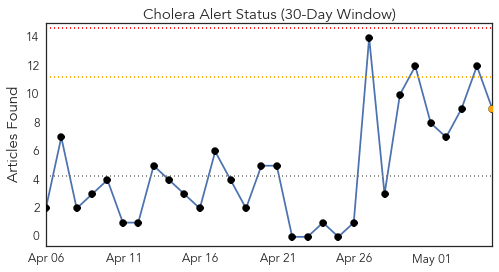 Cholera Alert Status (30-Day Window)
Articles Found
14
12
10
8
6
4
2
0
Apr 06
Apr 11
Apr 16
Apr 21
Apr 26
May 01